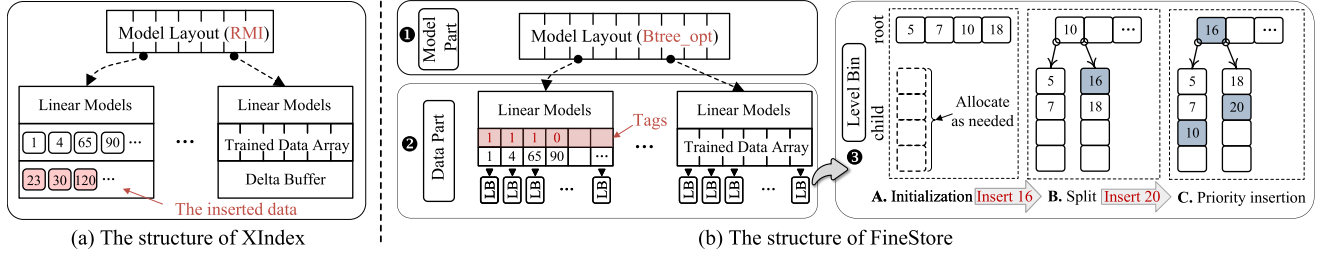 Model Layout (RMI)
Linear Models
1 4 65 90 ...
23 30 120 ...
The inserted data
...
Linear Models
Trained Data Array
Delta Buffer
(a) The structure of XIndex
❶
Model
Part
Model Layout (Btree_opt)
❷
Data Part
Linear Models
1 1 1 0
1 4 65 90 ...
LB LB LB ... LB
Tags
...
Linear Models
Trained Data Array
LB LB LB ... LB
Level Bin
❸
root
child
5 7 10 18
Allocate
as needed
A. Initialization
Insert 16
10 ...
5 16
7 18
B. Split
Insert 20
16 ...
5 18
7 20
10
C. Priority insertion
(b) The structure of FineStore